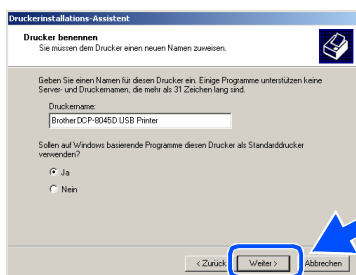 Druckerinstallations-Assistent
Drucker benennen
Sie müssen dem Drucker einen neuen Namen zuweisen.
Geben Sie einen Namen für diesen Drucker ein. Einige Programme unterstützen keine
Server- und Druckernamen, die mehr als 31 Zeichen lang sind.
Druckername:
Brother DCP-8045D USB Printer
Sollen auf Windows basierende Programme diesen Drucker als Standarddrucker
verwenden?
Ja
Nein
< Zurück Weiter > Abbrechen